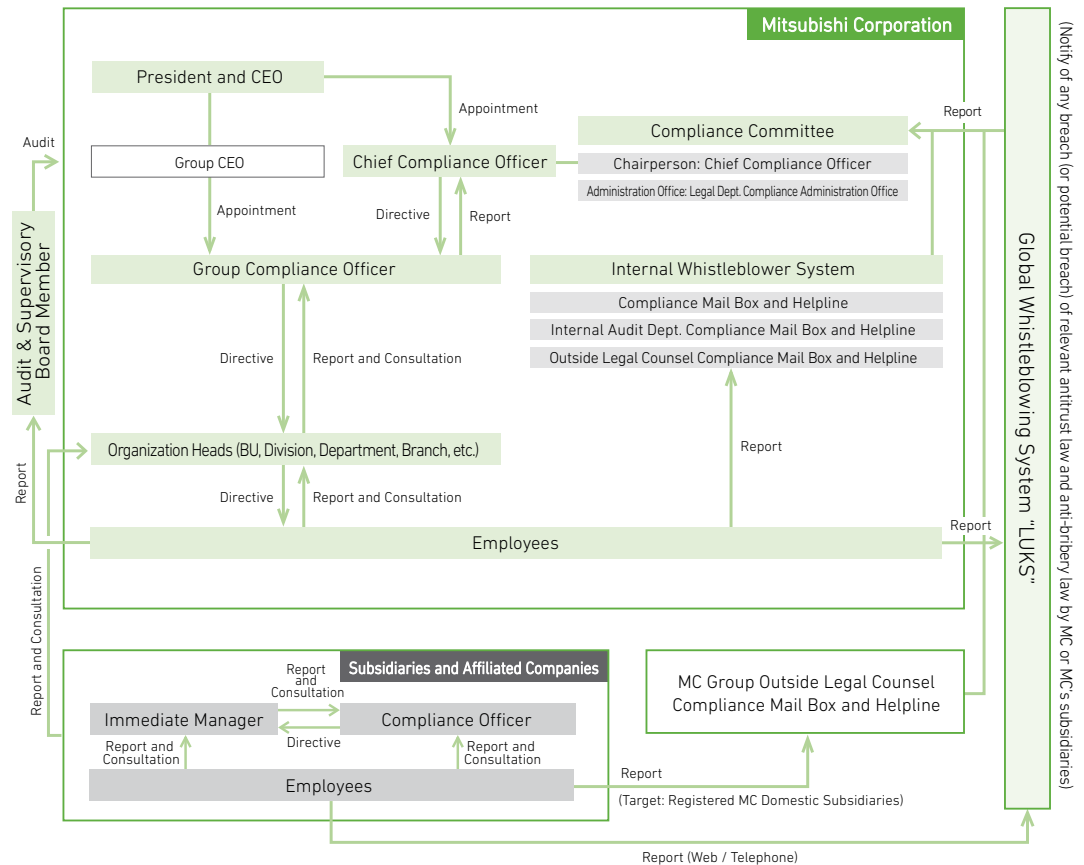 Mitsubishi Corporation
President and CEO
Appointment
Report
Compliance Committee
Audit
Group CEO
Chief Compliance Officer
Chairperson: Chief Compliance Officer
Administration Office: Legal Dept. Compliance Administration Office
Appointment
Directive
Report
Group Compliance Officer
Internal Whistleblower System
Compliance Mail Box and Helpline
Internal Audit Dept. Compliance Mail Box and Helpline
Outside Legal Counsel Compliance Mail Box and Helpline
Audit & Supervisory
Board Member
Directive
Report and Consultation
Organization Heads (BU, Division, Department, Branch, etc.)
Report
Report
Directive
Report and Consultation
Employees
Report
Global Whistleblowing System “LUKS”
(Notify of any breach (or potential breach) of relevant antitrust law and anti-bribery law by MC or MC's subsidiaries)
Report and Consultation
Subsidiaries and Affiliated Companies
Report
and
Consultation
Immediate Manager
Compliance Officer
Directive
Report and
Consultation
Report and
Consultation
Employees
MC Group Outside Legal Counsel
Compliance Mail Box and Helpline
Report
(Target: Registered MC Domestic Subsidiaries)
Report (Web / Telephone)